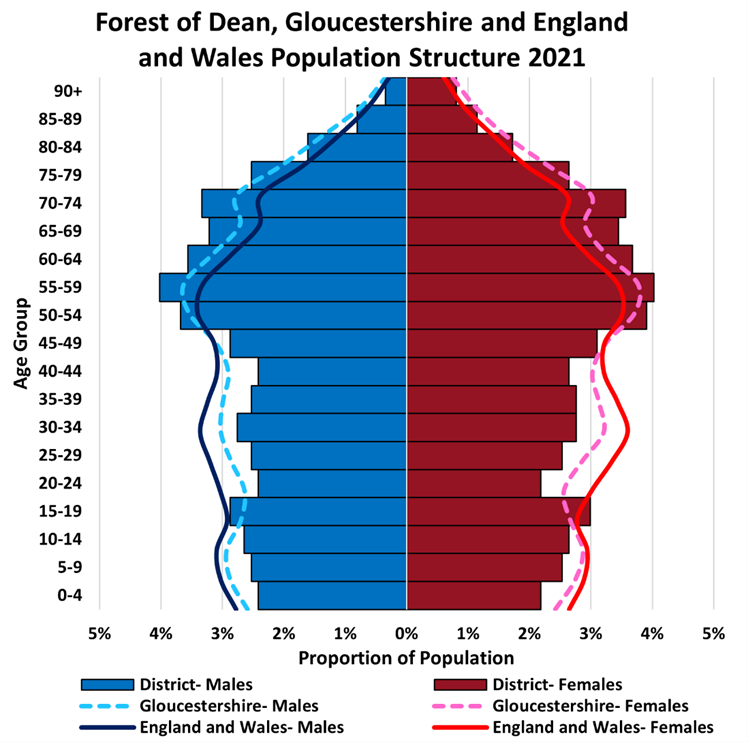 Forest of Dean, Gloucestershire and England
and Wales Population Structure 2021
Age Group
90+
85-89
80-84
75-79
70-74
65-69
60-64
55-59
50-54
45-49
40-44
35-39
30-34
25-29
20-24
15-19
10-14
5-9
0-4
5% 4% 3% 2% 1% 0% 1% 2% 3% 4% 5%
Proportion of Population
District- Males District- Females
Gloucestershire- Males Gloucestershire- Females
England and Wales- Males England and Wales- Females